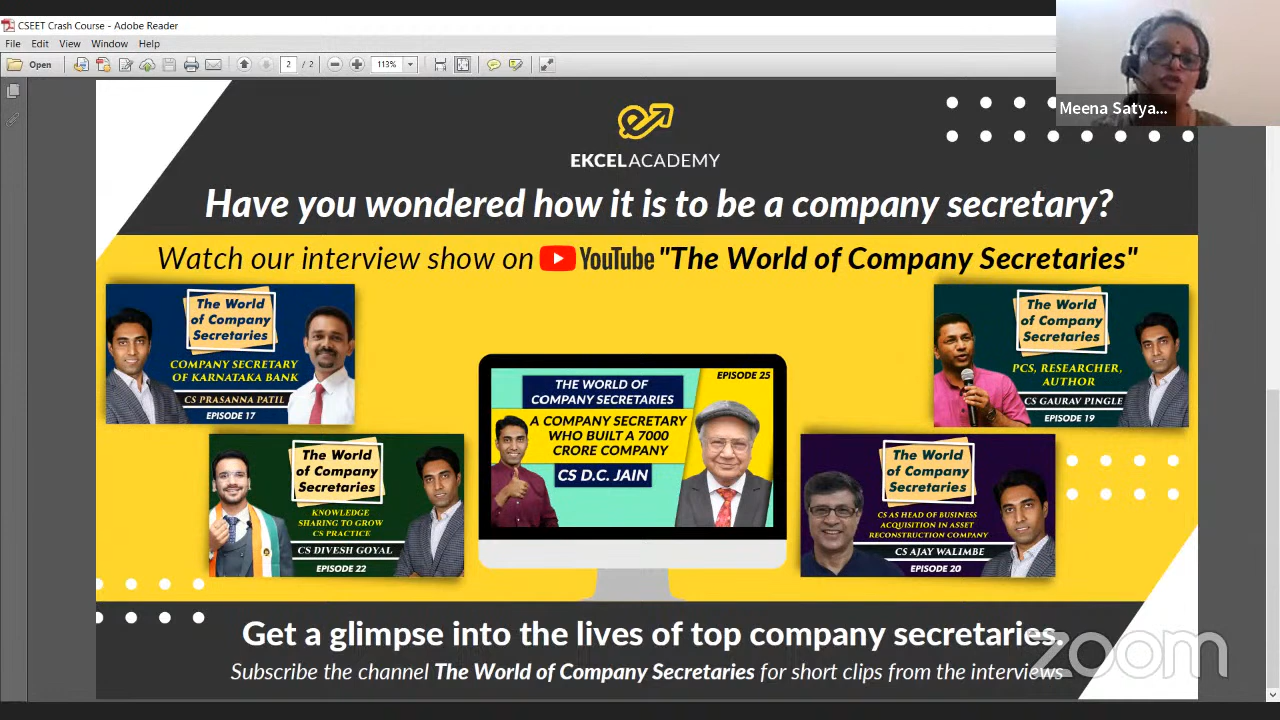 CSEET Crash Course - Adobe Reader
File Edit View Window Help
Open 2 / 2 113%
Meena Satya...
EKCELACADEMY
Have you wondered how it is to be a company secretary?
Watch our interview show on YouTube "The World of Company Secretaries"
The World
of Company
Secretaries
COMPANY SECRETARY
OF KARNATAKA BANK
CS PRASANNA PATIL
EPISODE 17
The World
of Company
Secretaries
PCS, RESEARCHER,
AUTHOR
CS GAURAV PINGLE
EPISODE 19
EPISODE 25
THE WORLD OF
COMPANY SECRETARIES
A COMPANY SECRETARY
WHO BUILT A 7000
CRORE COMPANY
CS D.C. JAIN
The World
of Company
Secretaries
KNOWLEDGE
SHARING TO GROW
CS PRACTICE
CS DIVESH GOYAL
EPISODE 22
The World
of Company
Secretaries
CS AS HEAD OF BUSINESS
ACQUISITION IN ASSET
RECONSTRUCTION COMPANY
CS AJAY WALIMBE
EPISODE 20
Get a glimpse into the lives of top company secretaries.
Subscribe the channel The World of Company Secretaries for short clips from the interviews
zoom